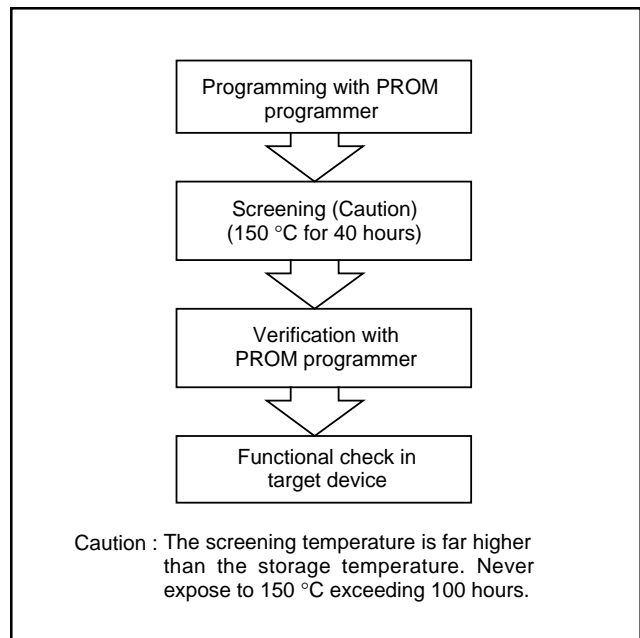 Programming with PROM
programmer
Screening (Caution)
(150 °C for 40 hours)
Verification with
PROM programmer
Functional check in
target device
Caution : The screening temperature is far higher
than the storage temperature. Never
expose to 150 °C exceeding 100 hours.